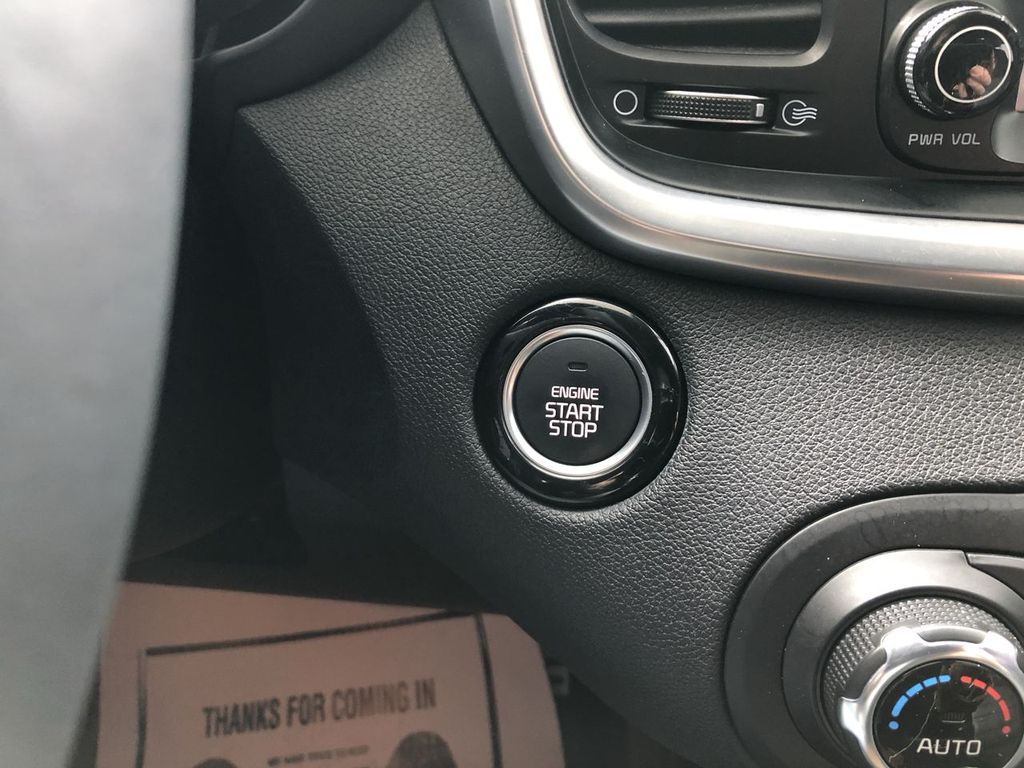 PWR VOL
ENGINE
START
STOP
THANKS FOR COMING IN
AUTO